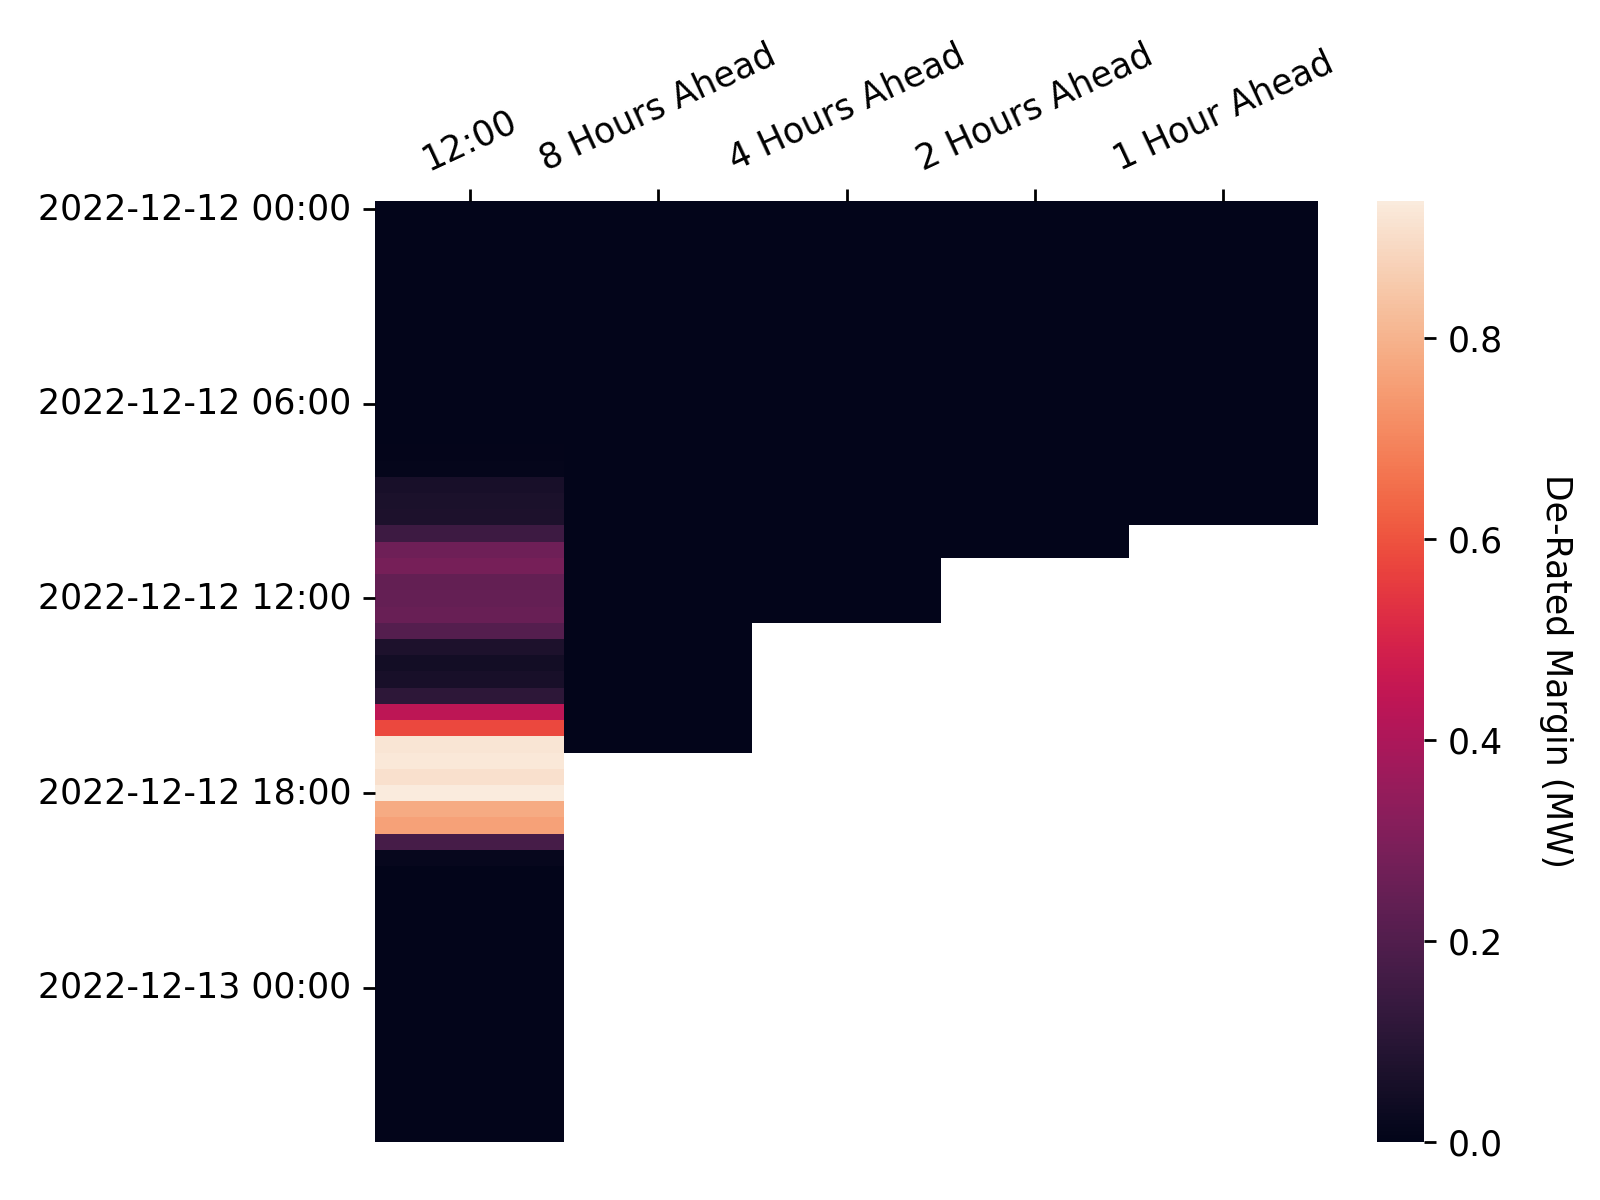 12:00
8 Hours Ahead
4 Hours Ahead
2 Hours Ahead
1 Hour Ahead
2022-12-12 00:00
2022-12-12 06:00
2022-12-12 12:00
2022-12-12 18:00
2022-12-13 00:00
0.8
0.6
0.4
0.2
0.0
De-Rated Margin (MW)